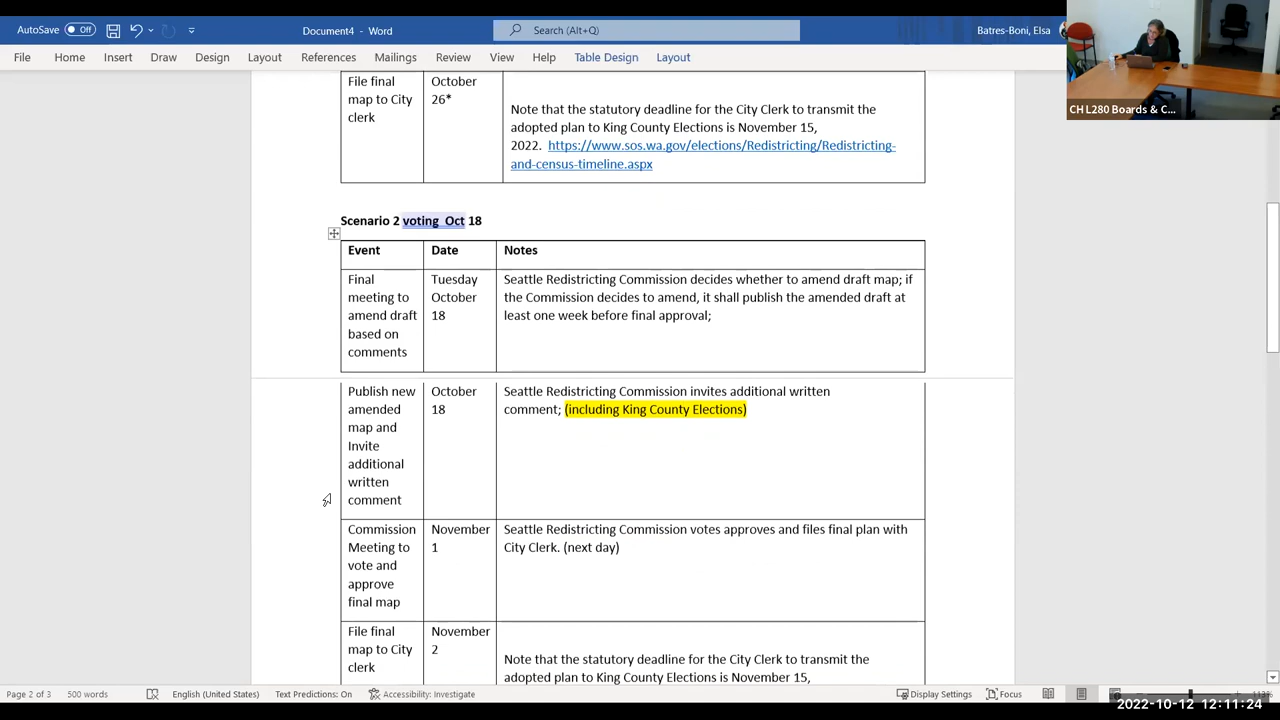 AutoSave Off
Document4 - Word
Search (Alt+Q)
Batres-Boni, Elsa
File Home Insert Draw Design Layout References Mailings Review View Help Table Design Layout
CH L280 Boards & C...
File final
map to City
clerk
October
26*
Note that the statutory deadline for the City Clerk to transmit the
adopted plan to King County Elections is November 15,
2022. https://www.sos.wa.gov/elections/Redistricting/Redistricting-
and-census-timeline.aspx
Scenario 2 voting Oct 18
Event Date Notes
Final
meeting to
amend draft
based on
comments
Tuesday
October
18
Seattle Redistricting Commission decides whether to amend draft map; if
the Commission decides to amend, it shall publish the amended draft at
least one week before final approval;
Publish new
amended
map and
Invite
additional
written
comment
October
18
Seattle Redistricting Commission invites additional written
comment; (including King County Elections)
Commission
Meeting to
vote and
approve
final map
November
1
Seattle Redistricting Commission votes approves and files final plan with
City Clerk. (next day)
File final
map to City
clerk
November
2
Note that the statutory deadline for the City Clerk to transmit the
adopted plan to King County Elections is November 15,
Page 2 of 3 500 words English (United States) Text Predictions: On Accessibility: Investigate Display Settings Focus 113%
2022-10-12 12:11:24